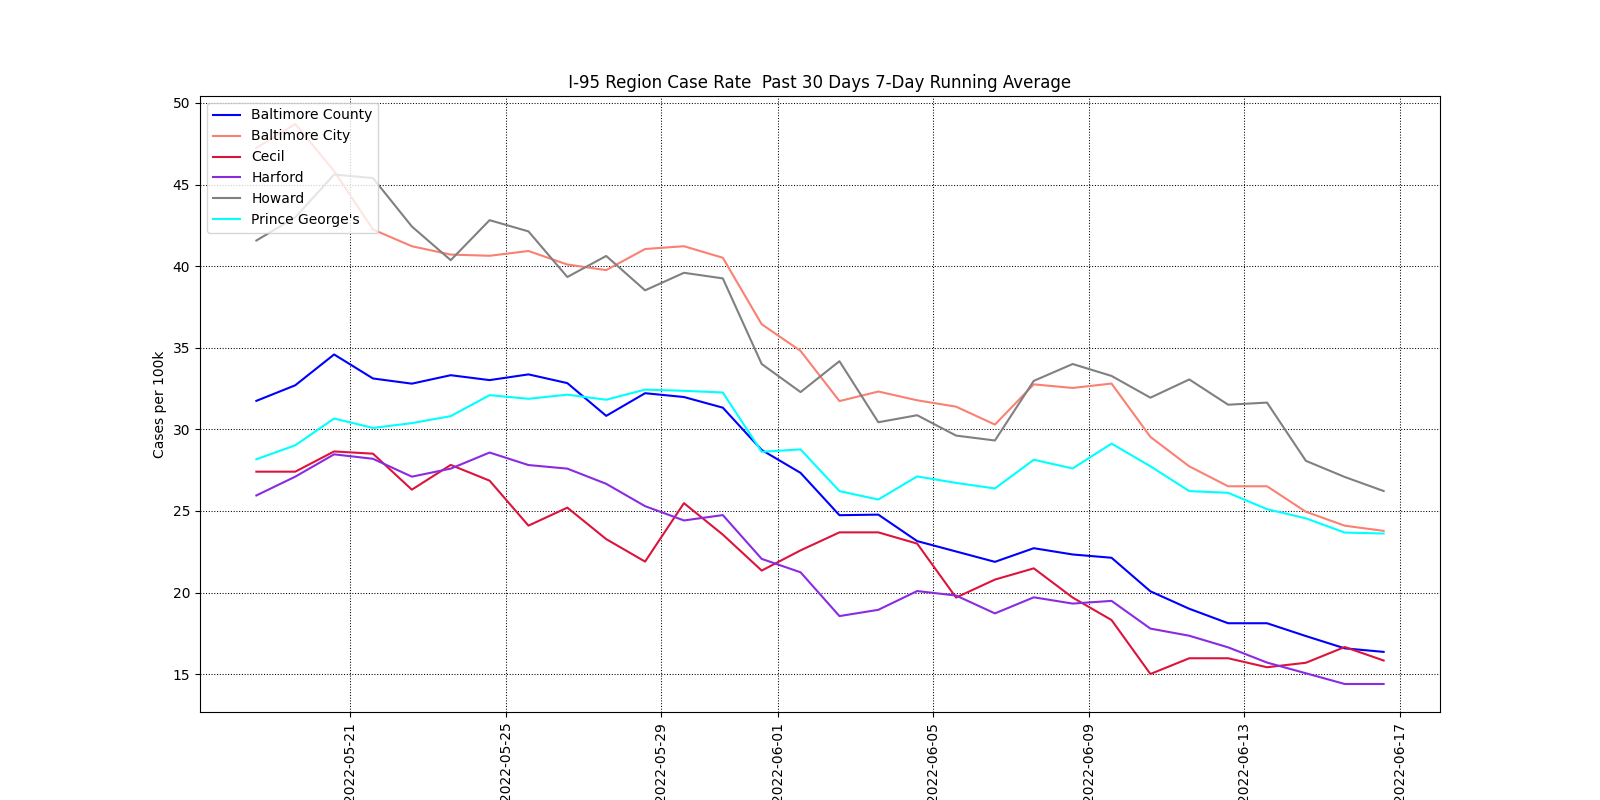 I-95 Region Case Rate  Past 30 Days 7-Day Running Average
Baltimore County
Baltimore City
Cecil
Harford
Howard
Prince George's
Cases per 100k
50
45
40
35
30
25
20
15
2022-05-21
2022-05-25
2022-05-29
2022-06-01
2022-06-05
2022-06-09
2022-06-13
2022-06-17